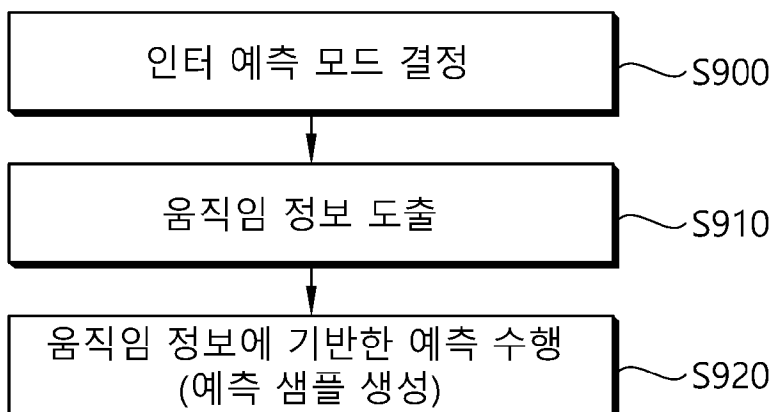 인터 예측 모드 결정
S900
움직임 정보 도출
S910
움직임 정보에 기반한 예측 수행
(예측 샘플 생성)
S920